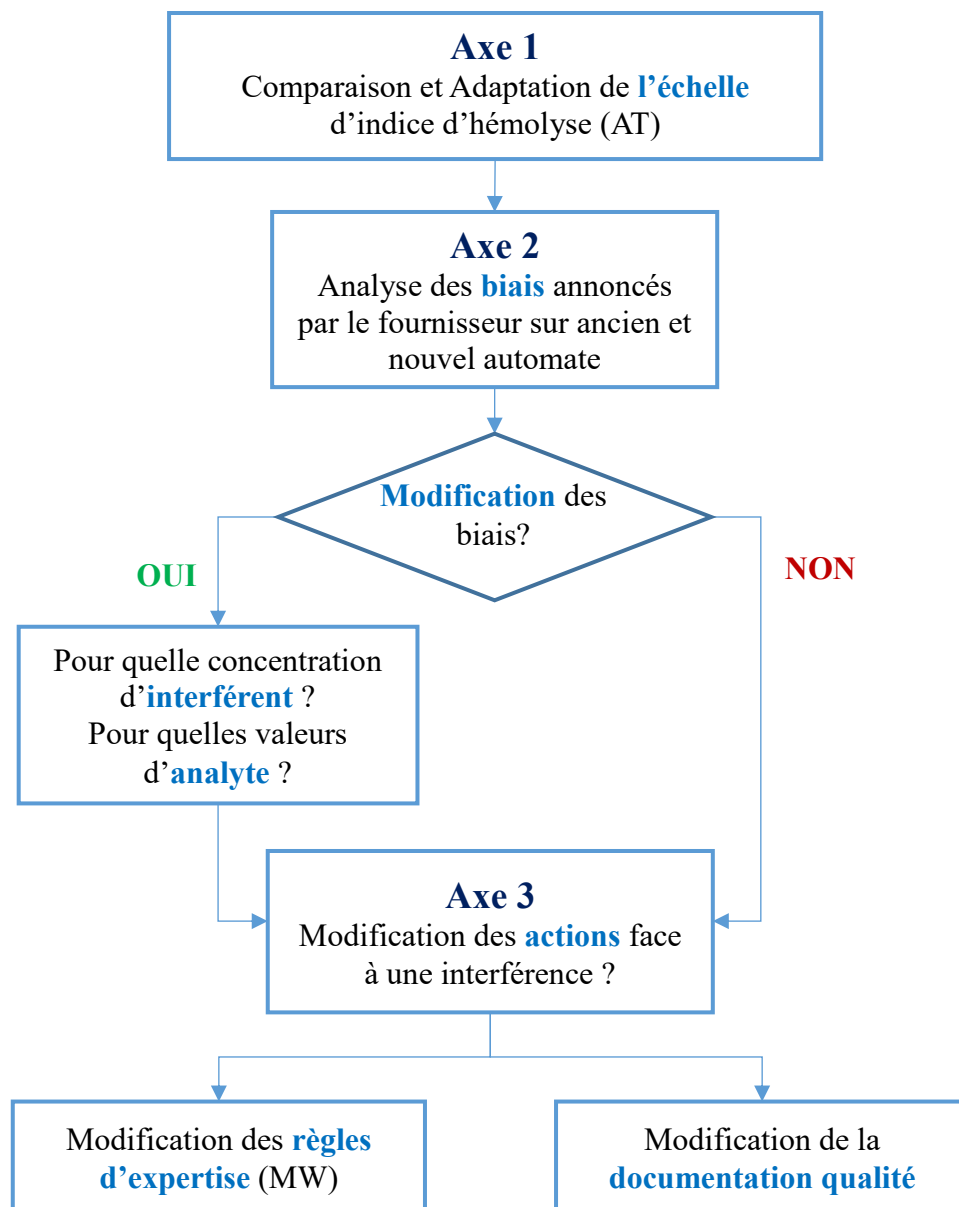 Axe 1
Comparaison et Adaptation de l’échelle
d’indice d’hémolyse (AT)
Axe 2
Analyse des biais annoncés
par le fournisseur sur ancien et
nouvel automate
Modification des
biais?
OUI
NON
Pour quelle concentration
d’interférent ?
Pour quelles valeurs
d’analyte ?
Axe 3
Modification des actions face
à une interférence ?
Modification des règles
d’expertise (MW)
Modification de la
documentation qualité